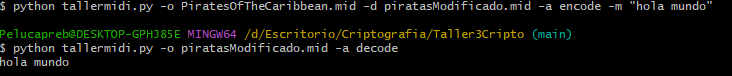 $ python tallermidi.py -o PiratesOfTheCaribbean.mid -d piratasModificado.mid -a encode -m "hola mundo"
Pelucapreb@DESKTOP-GPHJ85E MINGW64 /d/Escritorio/Criptografia/Taller3Cripto (main)
$ python tallermidi.py -o piratasModificado.mid -a decode
hola mundo